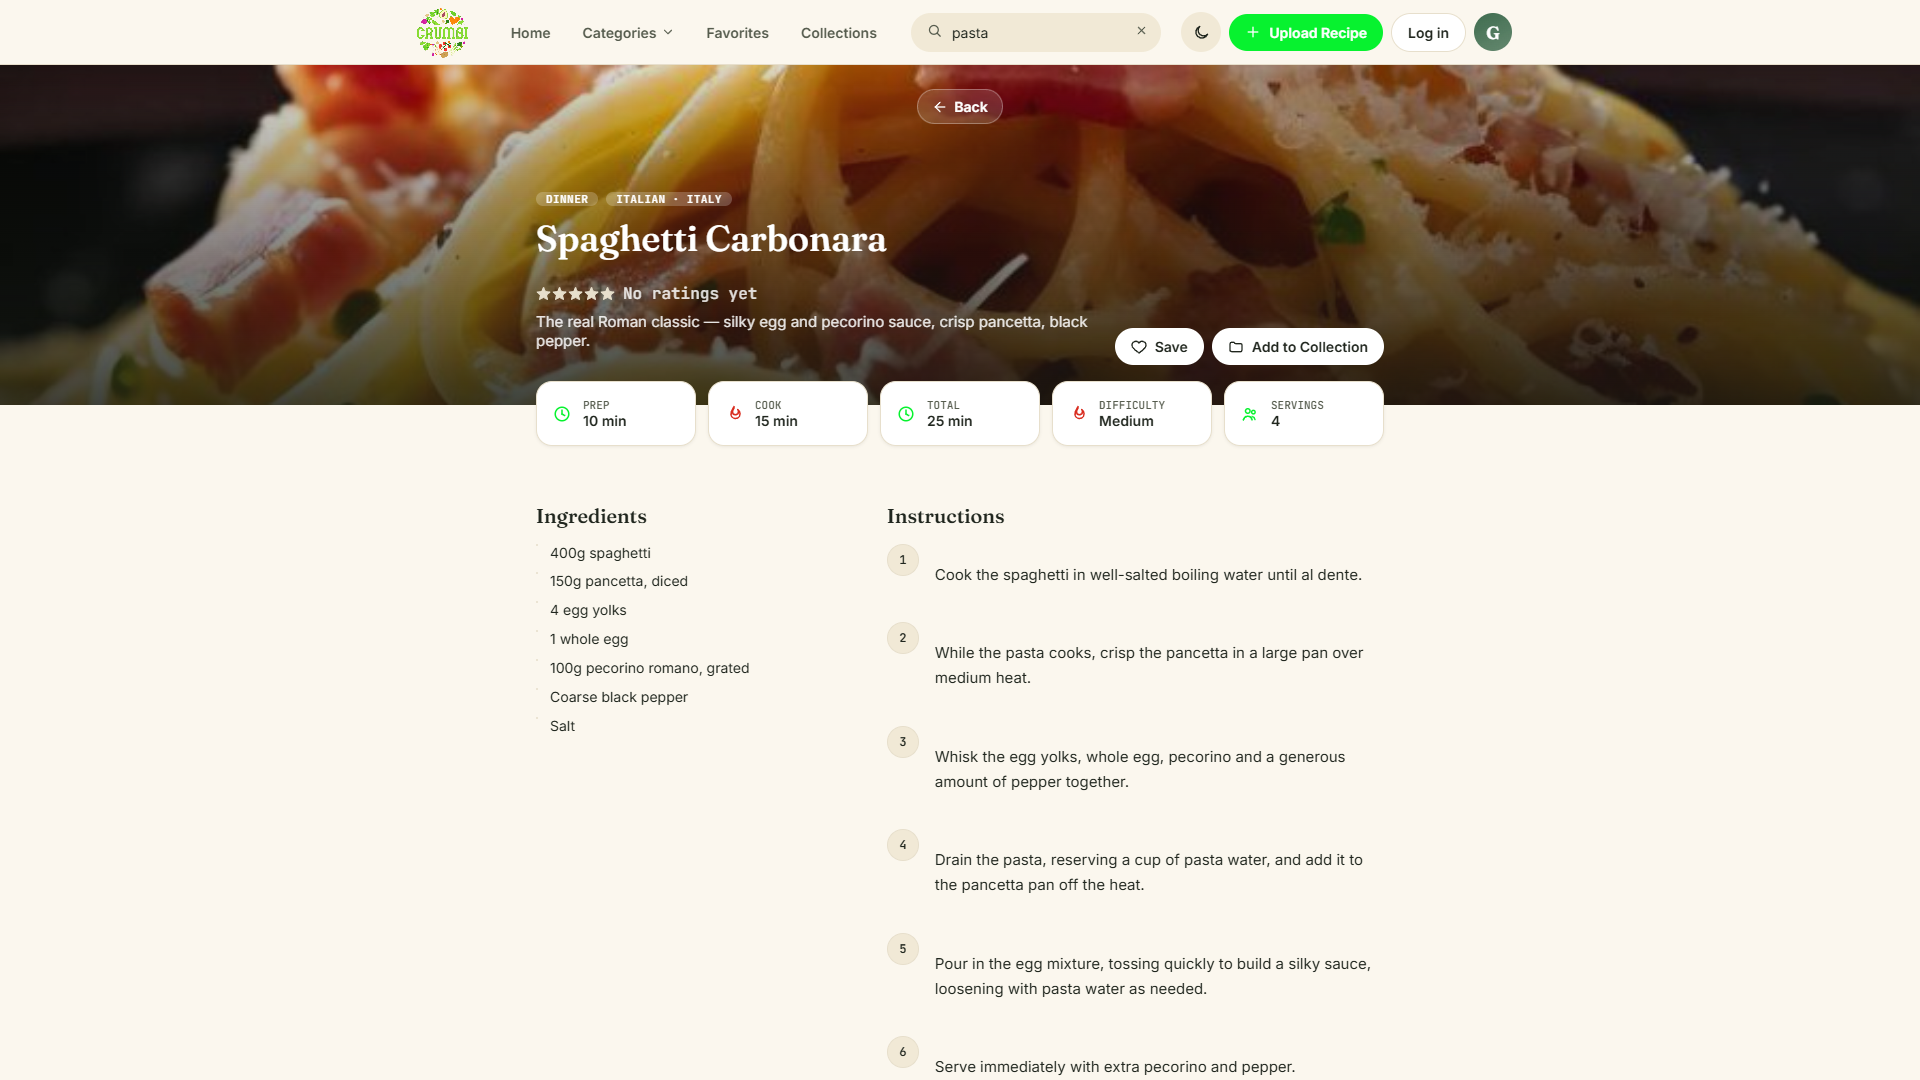 CRUMBI
Home
Categories
Favorites
Collections
pasta
Upload Recipe
Log in
G
Back
DINNER
ITALIAN · ITALY
Spaghetti Carbonara
No ratings yet
The real Roman classic — silky egg and pecorino sauce, crisp pancetta, black
pepper.
Save
Add to Collection
PREP
10 min
COOK
15 min
TOTAL
25 min
DIFFICULTY
Medium
SERVINGS
4
Ingredients
400g spaghetti
150g pancetta, diced
4 egg yolks
1 whole egg
100g pecorino romano, grated
Coarse black pepper
Salt
Instructions
1
Cook the spaghetti in well-salted boiling water until al dente.
2
While the pasta cooks, crisp the pancetta in a large pan over
medium heat.
3
Whisk the egg yolks, whole egg, pecorino and a generous
amount of pepper together.
4
Drain the pasta, reserving a cup of pasta water, and add it to
the pancetta pan off the heat.
5
Pour in the egg mixture, tossing quickly to build a silky sauce,
loosening with pasta water as needed.
6
Serve immediately with extra pecorino and pepper.